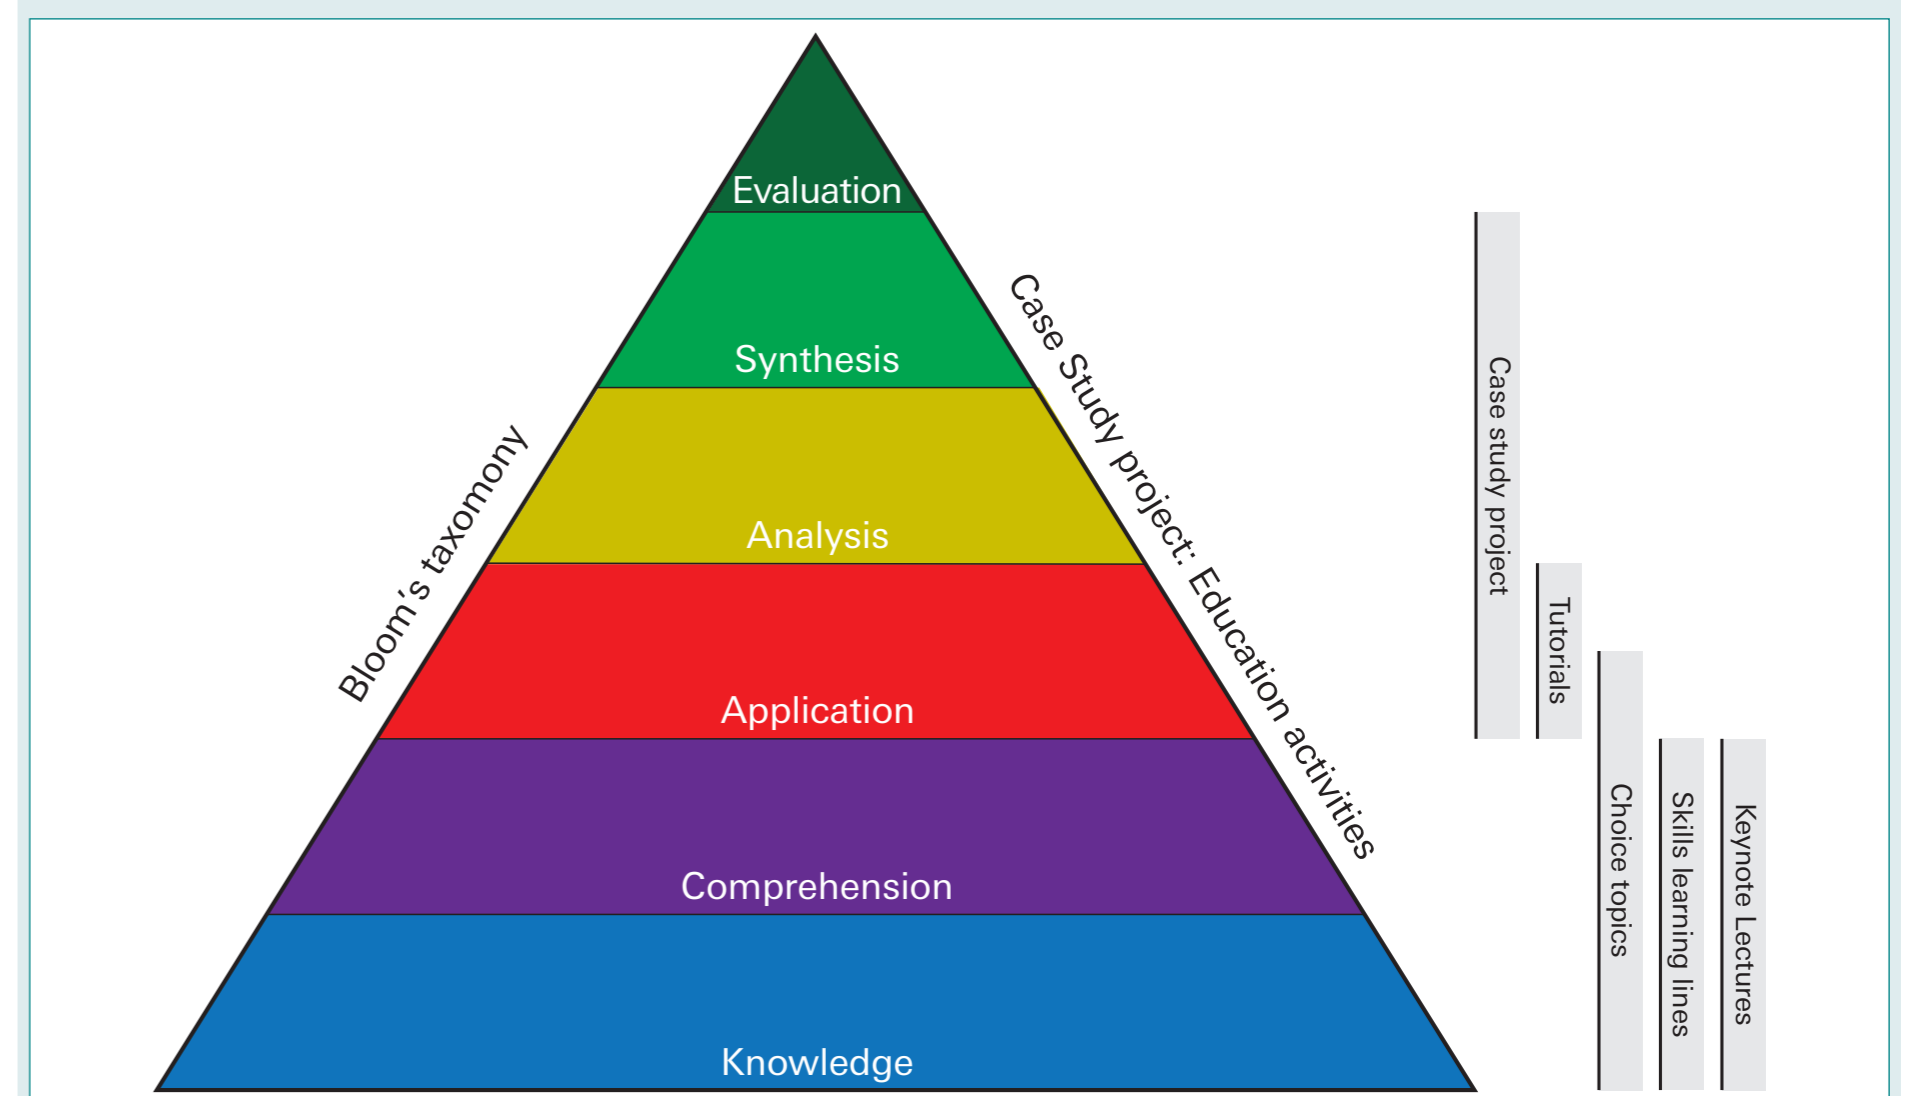 Evaluation
Synthesis
Analysis
Application
Comprehension
Knowledge
Bloom's taxomony
Case Study project: Education activities
Case study project
Tutorials
Choice topics
Skills learning lines
Keynote Lectures